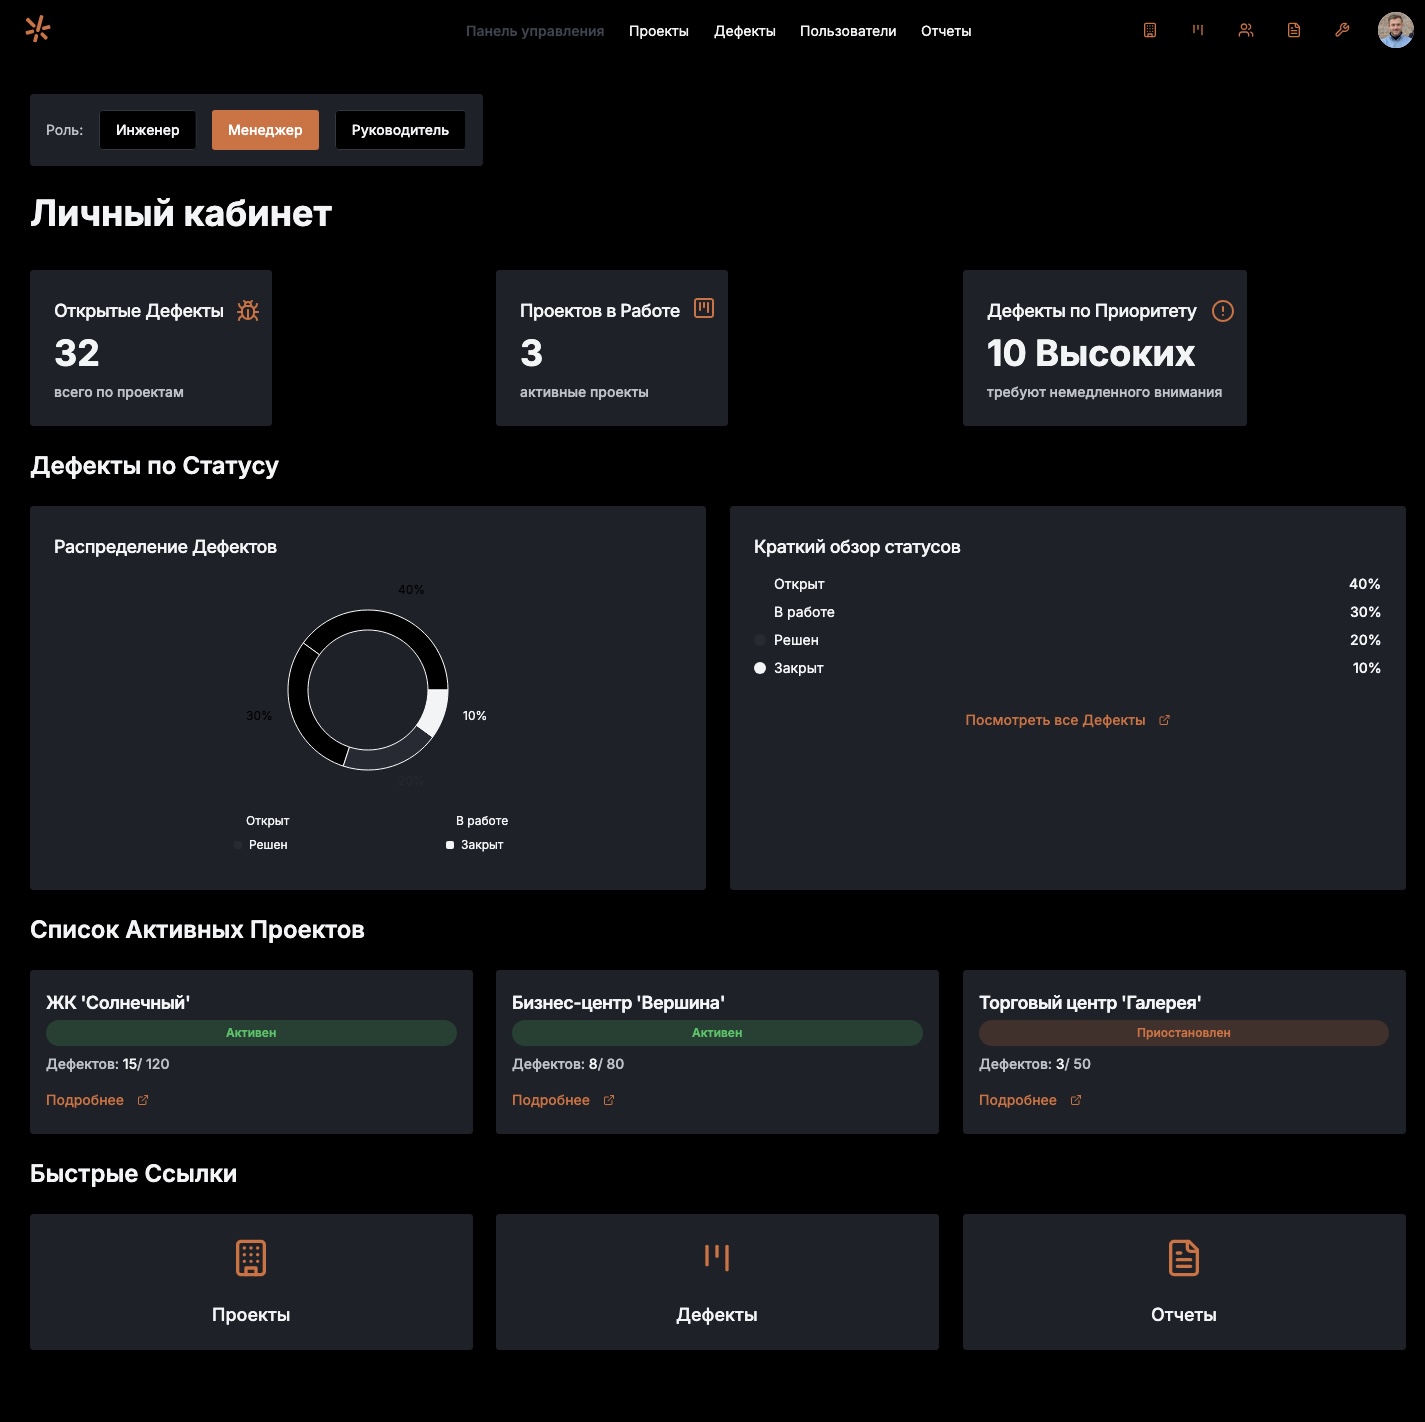 Панель управления Проекты Дефекты Пользователи Отчеты
Роль: Инженер Менеджер Руководитель
Личный кабинет
Открытые Дефекты
32
всего по проектам
Проектов в Работе
3
активные проекты
Дефекты по Приоритету
10 Высоких
требуют немедленного внимания
Дефекты по Статусу
Распределение Дефектов
40%
30%
10%
20%
Открыт
В работе
Решен
Закрыт
Краткий обзор статусов
Открыт 40%
В работе 30%
Решен 20%
Закрыт 10%
Посмотреть все Дефекты
Список Активных Проектов
ЖК 'Солнечный'
Активен
Дефектов: 15/ 120
Подробнее
Бизнес-центр 'Вершина'
Активен
Дефектов: 8/ 80
Подробнее
Торговый центр 'Галерея'
Приостановлен
Дефектов: 3/ 50
Подробнее
Быстрые Ссылки
Проекты
Дефекты
Отчеты